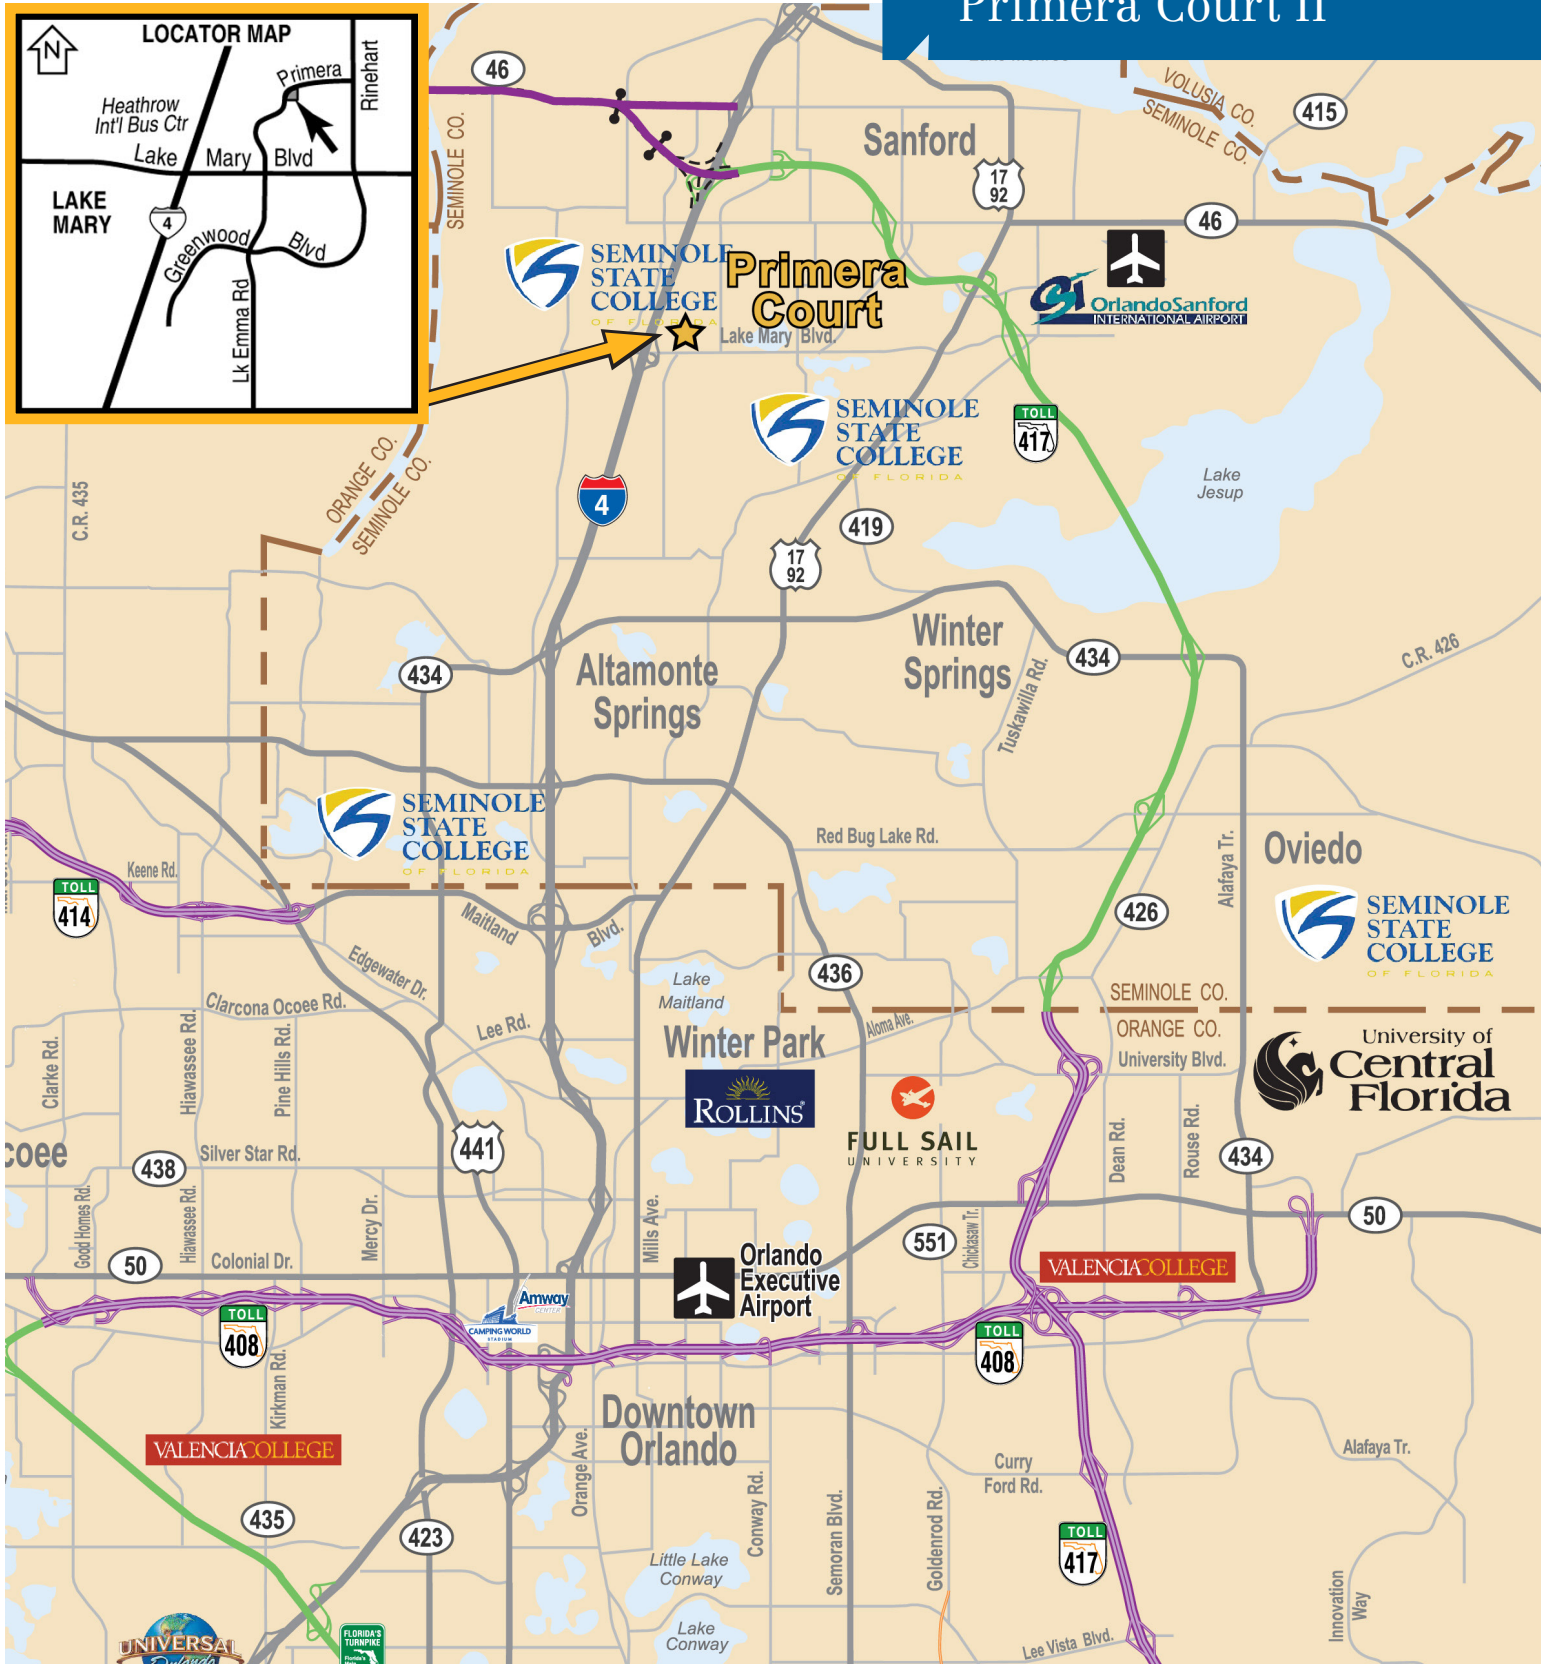 Primera Court II
LOCATOR MAP
N
Primera
Rinehart
Heathrow
Int'l Bus Ctr
Lake Mary Blvd
LAKE
MARY
4
Greenwood Blvd
Lk Emma Rd
46
SEMINOLE CO.
VOLUSIA CO.
SEMINOLE CO.
415
Sanford
17
92
46
SEMINOLE
STATE
COLLEGE
OF FLORIDA
Primera
Court
OrlandoSanford
INTERNATIONAL AIRPORT
Lake Mary Blvd.
SEMINOLE
STATE
COLLEGE
OF FLORIDA
TOLL
417
ORANGE CO.
SEMINOLE CO.
C.R. 435
4
Lake
Jesup
419
17
92
Winter
Springs
434
C.R. 426
Tuskawilla Rd.
434
Altamonte
Springs
SEMINOLE
STATE
COLLEGE
OF FLORIDA
Red Bug Lake Rd.
Alafaya Tr.
Oviedo
Keene Rd.
TOLL
414
Maitland Blvd.
426
SEMINOLE
STATE
COLLEGE
OF FLORIDA
Edgewater Dr.
Lake
Maitland
436
SEMINOLE CO.
ORANGE CO.
Clarcona Ocoee Rd.
Lee Rd.
Winter Park
Aloma Ave.
University Blvd.
University of
Central
Florida
Clarke Rd.
Hiawassee Rd.
Pine Hills Rd.
ROLLINS
FULL SAIL
UNIVERSITY
Dean Rd.
Rouse Rd.
coee
438
Silver Star Rd.
441
434
Good Homes Rd.
Hiawassee Rd.
Mercy Dr.
Mills Ave.
551
Chickasaw Tr.
50
50
Colonial Dr.
Orlando
Executive
Airport
VALENCIACOLLEGE
Amway
CENTER
CAMPING WORLD
STADIUM
TOLL
408
TOLL
408
Kirkman Rd.
Downtown
Orlando
VALENCIACOLLEGE
Orange Ave.
Conway Rd.
Semoran Blvd.
Goldenrod Rd.
Curry
Ford Rd.
Alafaya Tr.
435
423
TOLL
417
Little Lake
Conway
Lake
Conway
Innovation
Way
Lee Vista Blvd.
UNIVERSAL
Orlando
FLORIDA'S
TURNPIKE
Florida's